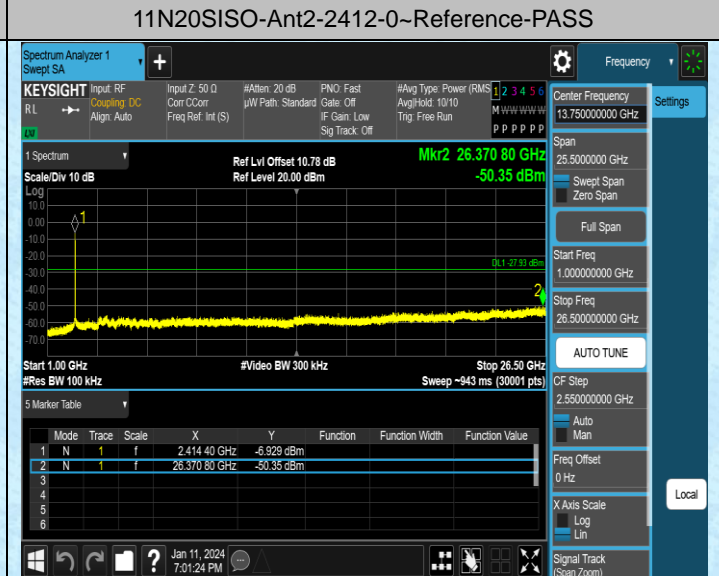 11N20SISO-Ant2-2412-0~Reference-PASS
Spectrum Analyzer 1
Swept SA
+
Frequency
KEYSIGHT
RL
Input: RF
Coupling: DC
Align: Auto
Input Z: 50 Ω
Corr CCorr
Freq Ref: Int (S)
#Atten: 20 dB
µW Path: Standard
PNO: Fast
Gate: Off
IF Gain: Low
Sig Track: Off
#Avg Type: Power (RMS
Avg|Hold: 10/10
Trig: Free Run
1 2 3 4 5 6
M W W W W W
P P P P P P
Center Frequency
13.750000000 GHz
Settings
Span
25.5000000 GHz
Swept Span
Zero Span
Full Span
Start Freq
1.000000000 GHz
Stop Freq
26.500000000 GHz
AUTO TUNE
CF Step
2.550000000 GHz
Auto
Man
Freq Offset
0 Hz
X Axis Scale
Log
Lin
Signal Track
(Span Zoom)
Local
1 Spectrum
Scale/Div 10 dB
Ref Lvl Offset 10.78 dB
Ref Level 20.00 dBm
Mkr2 26.370 80 GHz
-50.35 dBm
Log
10.0
0.00
-10.0
-20.0
-30.0
-40.0
-50.0
-60.0
-70.0
1
DL1 -27.93 dBm
2
Start 1.00 GHz
#Res BW 100 kHz
#Video BW 300 kHz
Stop 26.50 GHz
Sweep ~943 ms (30001 pts)
5 Marker Table
Mode Trace Scale X Y Function Function Width Function Value
1 N 1 f 2.414 40 GHz -6.929 dBm
2 N 1 f 26.370 80 GHz -50.35 dBm
3
4
5
6
?
Jan 11, 2024
7:01:24 PM